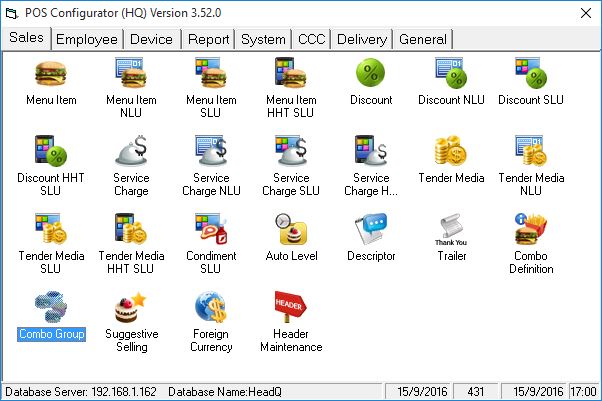 POS Configurator (HQ) Version 3.52.0
Sales Employee Device Report System CCC Delivery General
Menu Item
Menu Item NLU
Menu Item SLU
Menu Item HHT SLU
Discount
Discount NLU
Discount SLU
Discount HHT SLU
Service Charge
Service Charge NLU
Service Charge SLU
Service Charge H...
Tender Media
Tender Media NLU
Tender Media SLU
Tender Media HHT SLU
Condiment SLU
Auto Level
Descriptor
Thank You
Trailer
Combo Definition
Combo Group
Suggestive Selling
Foreign Currency
HEADER
Header Maintenance
Database Server: 192.168.1.162 Database Name:HeadQ 15/9/2016 431 15/9/2016 17:00